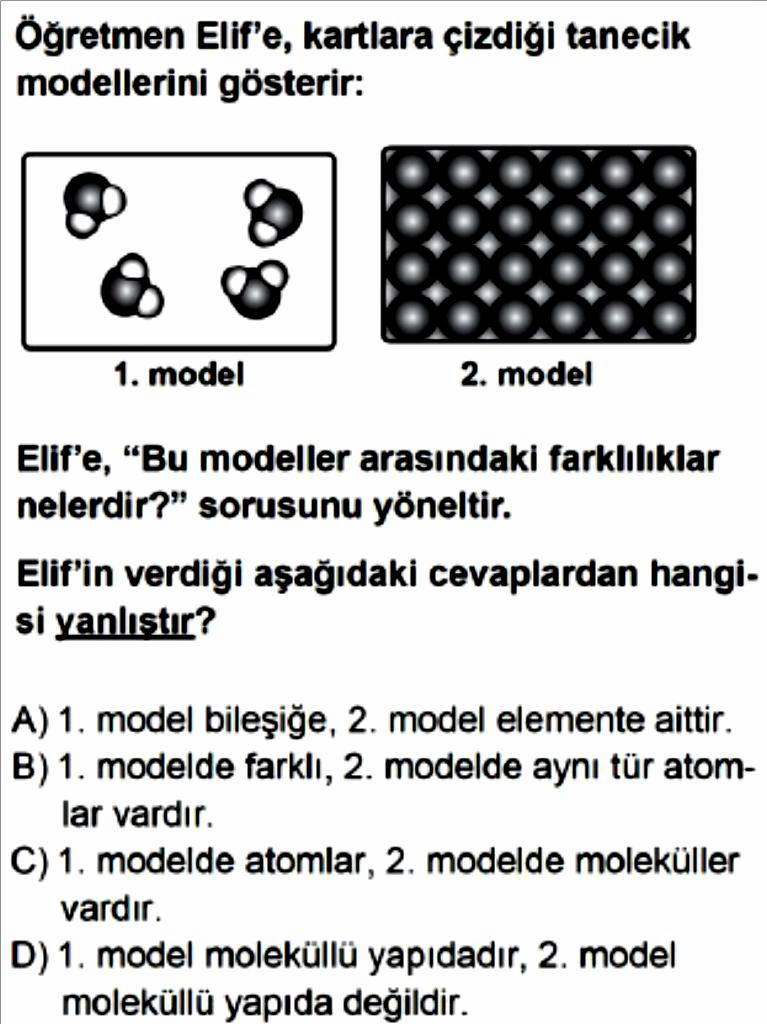 Öğretmen Elif’e, kartlara çizdiği tanecik
modellerini gösterir:
1. model
2. model
Elif’e, “Bu modeller arasındaki farklılıklar
nelerdir?” sorusunu yöneltir.
Elif’in verdiği aşağıdaki cevaplardan hangi-
si yanlıştır?
A) 1. model bileşiğe, 2. model elemente aittir.
B) 1. modelde farklı, 2. modelde aynı tür atom-
lar vardır.
C) 1. modelde atomlar, 2. modelde moleküller
vardır.
D) 1. model moleküllü yapıdadır, 2. model
moleküllü yapıda değildir.